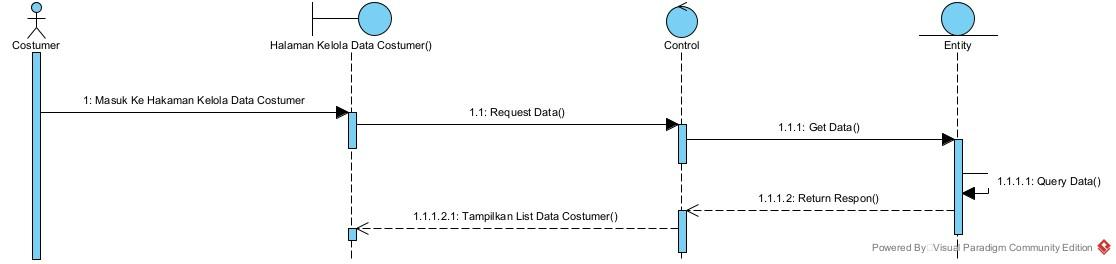 Costumer
Halaman Kelola Data Costumer()
Control
Entity
1: Masuk Ke Hakaman Kelola Data Costumer
1.1: Request Data()
1.1.1: Get Data()
1.1.1.1: Query Data()
1.1.1.2: Return Respon()
1.1.1.2.1: Tampilkan List Data Costumer()
Powered By Visual Paradigm Community Edition